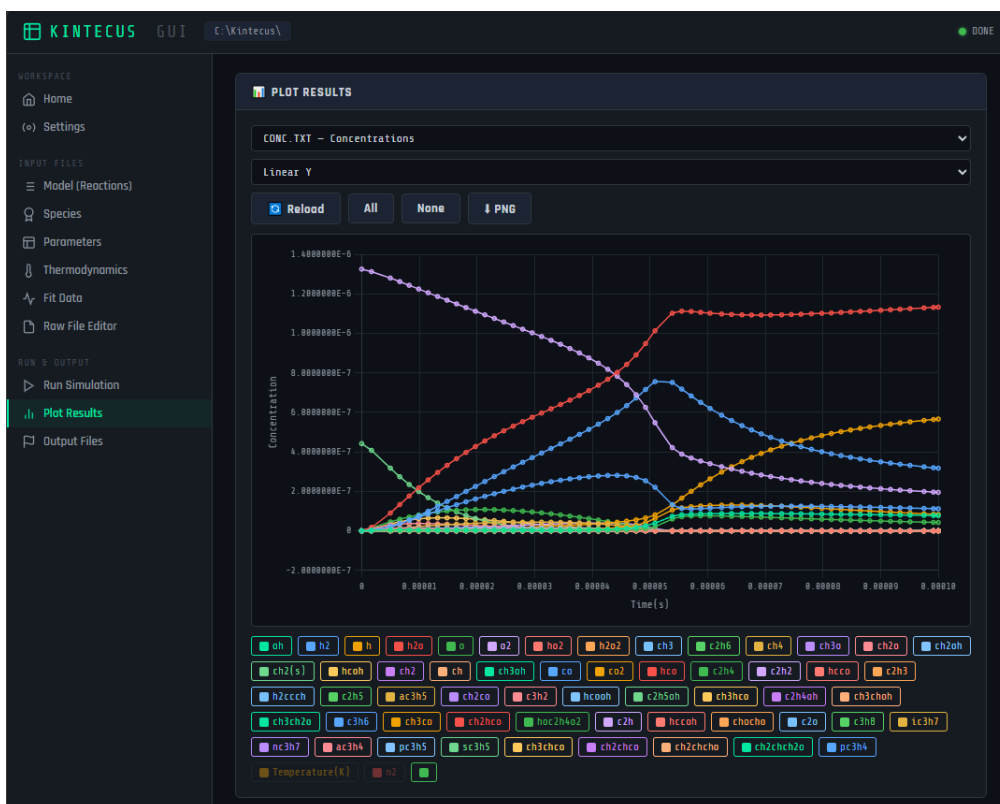 KINTECUS GUI C:\Kintecus\ DONE
WORKSPACE
Home
Settings
INPUT FILES
Model (Reactions)
Species
Parameters
Thermodynamics
Fit Data
Raw File Editor
RUN & OUTPUT
Run Simulation
Plot Results
Output Files
PLOT RESULTS
CONC.TXT – Concentrations
Linear Y
Reload All None ⬇ PNG
1.4000000E-6
1.2000000E-6
1.0000000E-6
8.0000000E-7
6.0000000E-7
4.0000000E-7
2.0000000E-7
0
-2.0000000E-7
Concentration
0 0.00001 0.00002 0.00003 0.00004 0.00005 0.00006 0.00007 0.00008 0.00009 0.00010
Time(s)
oh h2 h h2o o o2 ho2 h2o2 ch3 c2h6 ch4 ch3o ch2o ch2oh
ch2(s) hcoh ch2 ch ch3oh co co2 hco c2h4 c2h2 hcco c2h3
h2ccch c2h5 ac3h5 ch2co c3h2 hcooh c2h5oh ch3hco c2h4oh ch3choh
ch3ch2o c3h6 ch3co ch2hco hoc2h4o2 c2h hccoh chocho c2o c3h8 ic3h7
nc3h7 ac3h4 pc3h5 sc3h5 ch3chco ch2chco ch2chcho ch2chch2o pc3h4
Temperature(K) n2